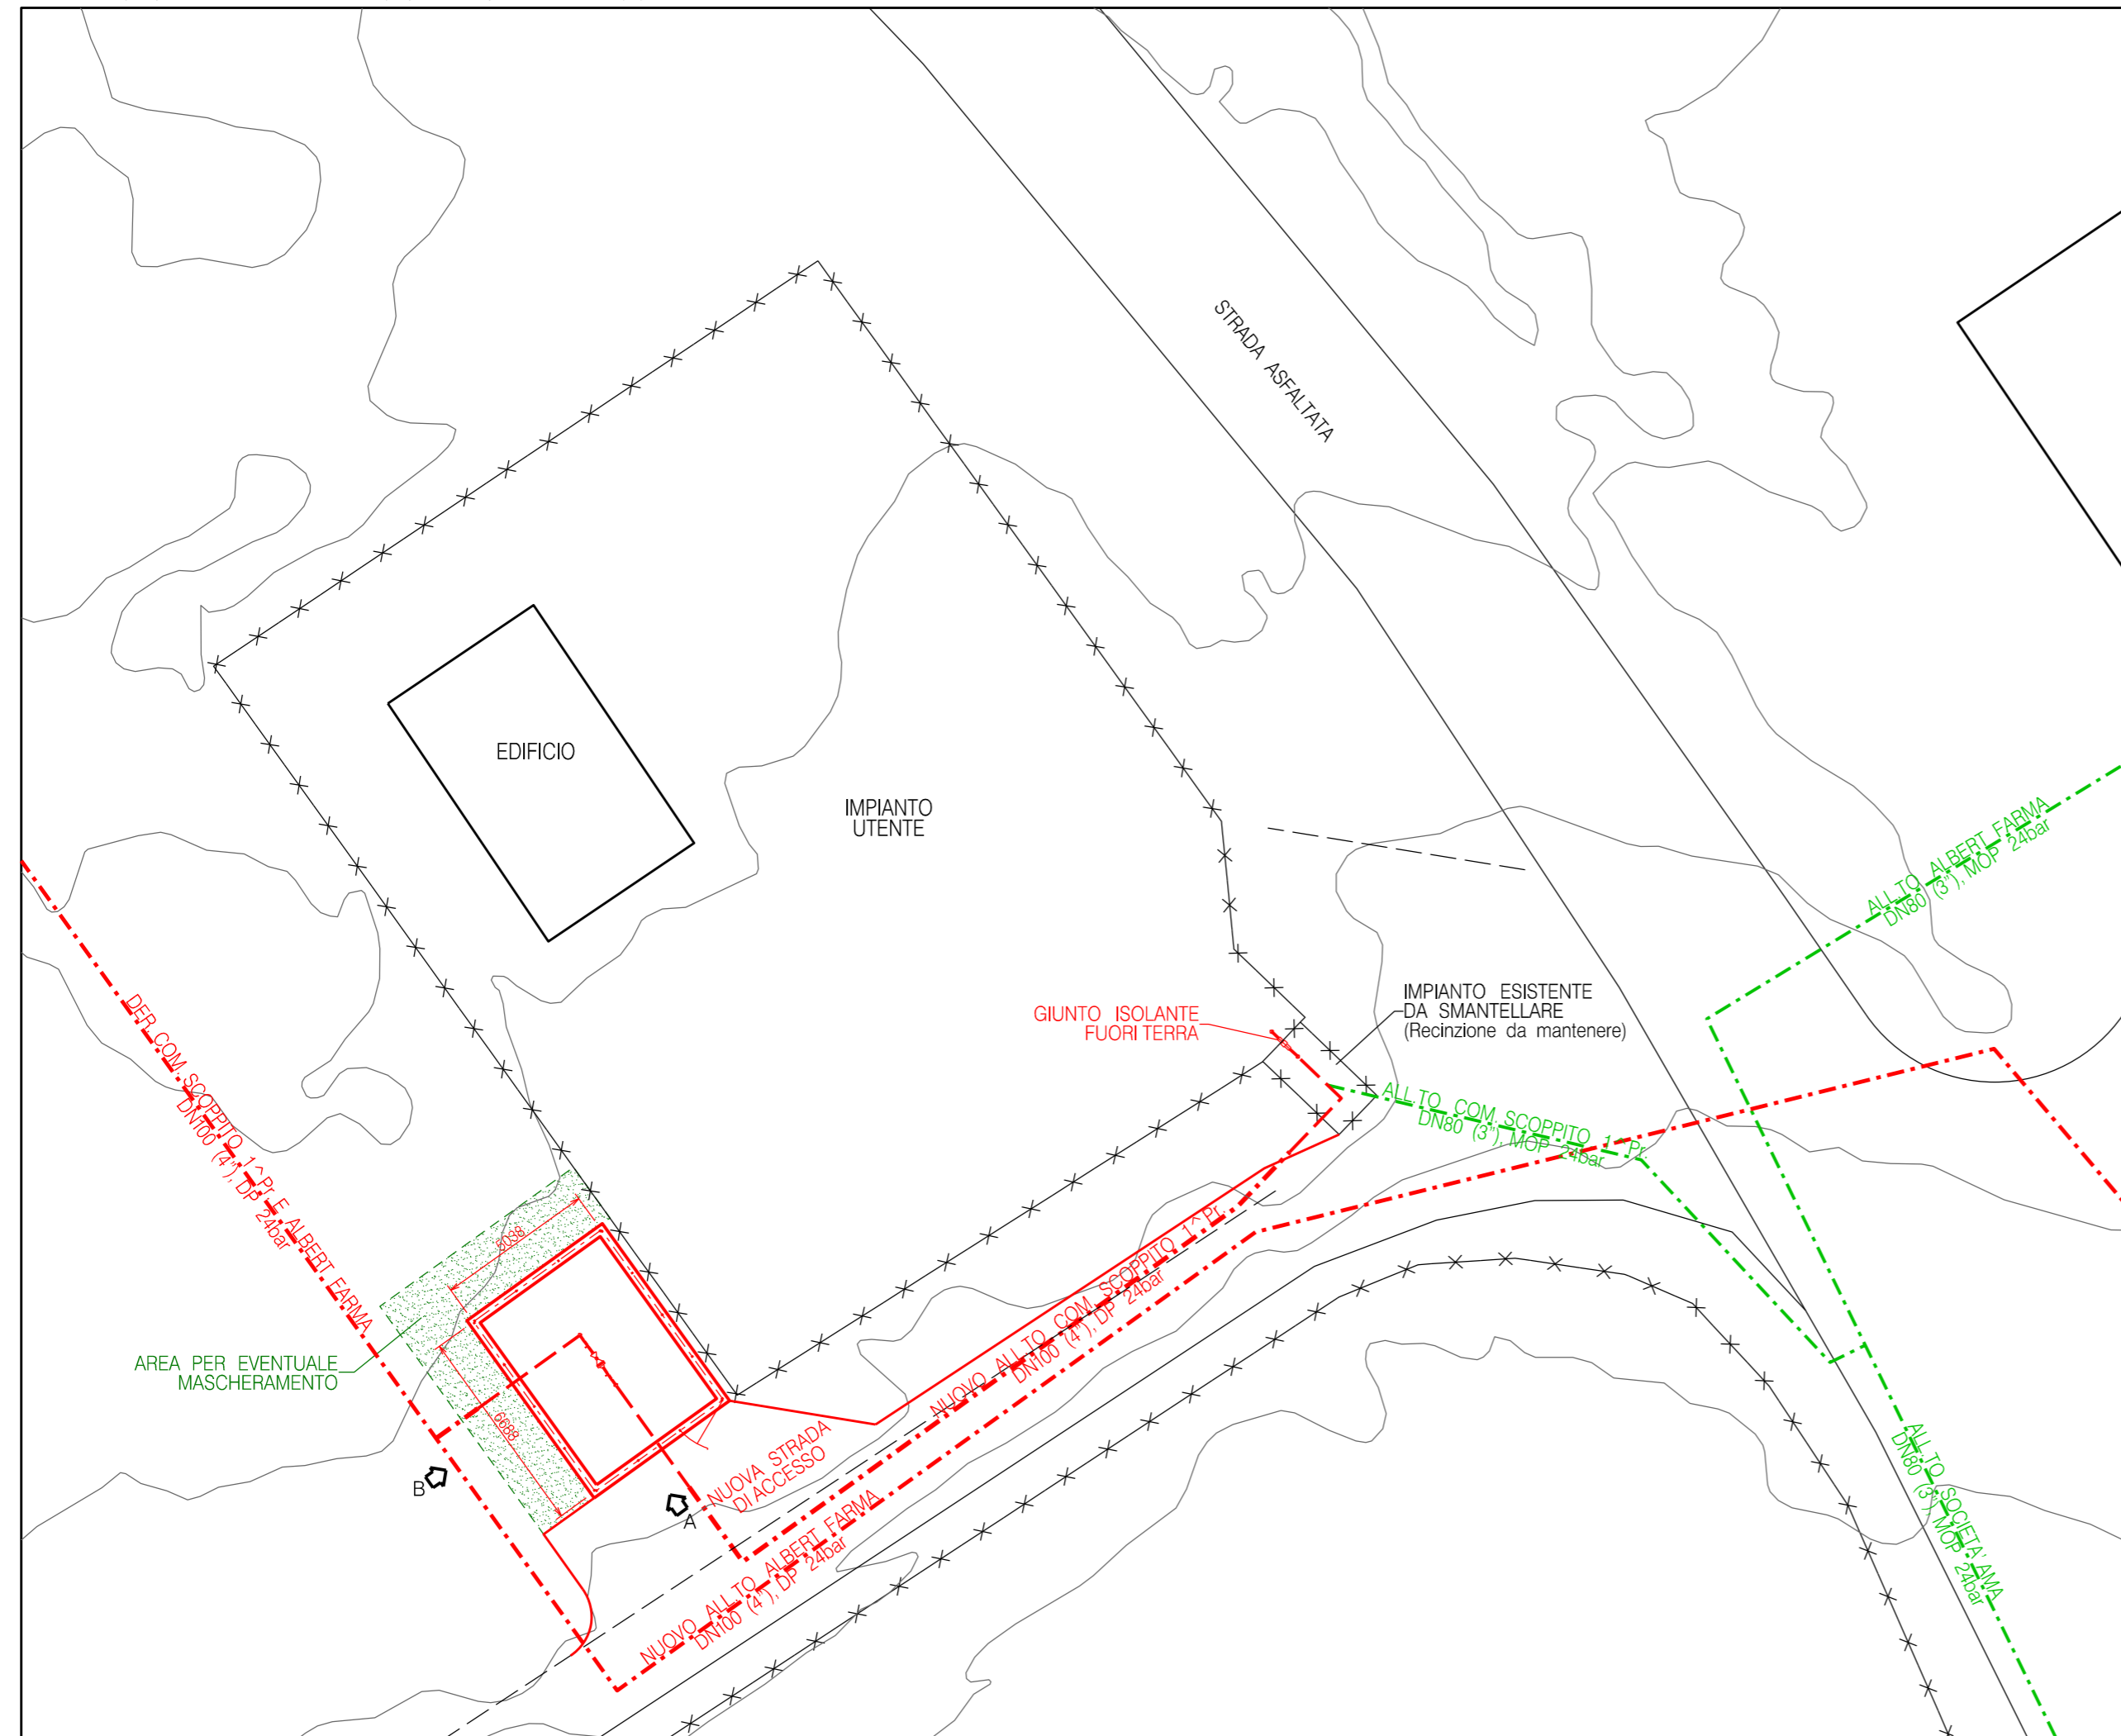 STRADA ASFALTATA
EDIFICIO
IMPIANTO
UTENTE
ALL.TO ALBERT FARMA
DN80 (3"), MOP 24bar
GIUNTO ISOLANTE
FUORI TERRA
IMPIANTO ESISTENTE
DA SMANTELLARE
(Recinzione da mantenere)
ALL.TO COM. SCOPPITO 1^ Pr.
DN80 (3"), MOP 24bar
DER. COM. SCOPPITO 1^ Pr. E ALBERT FARMA
DN100 (4"), DP 24bar
5038
6688
AREA PER EVENTUALE
MASCHERAMENTO
NUOVO ALL.TO COM. SCOPPITO 1^ Pr.
DN100 (4"), DP 24bar
NUOVA STRADA
DI ACCESSO
B
A
NUOVO ALL.TO ALBERT FARMA
DN100 (4"), DP 24bar
ALL.TO SOCIETA' AMA
DN80 (3"), MOP 24bar